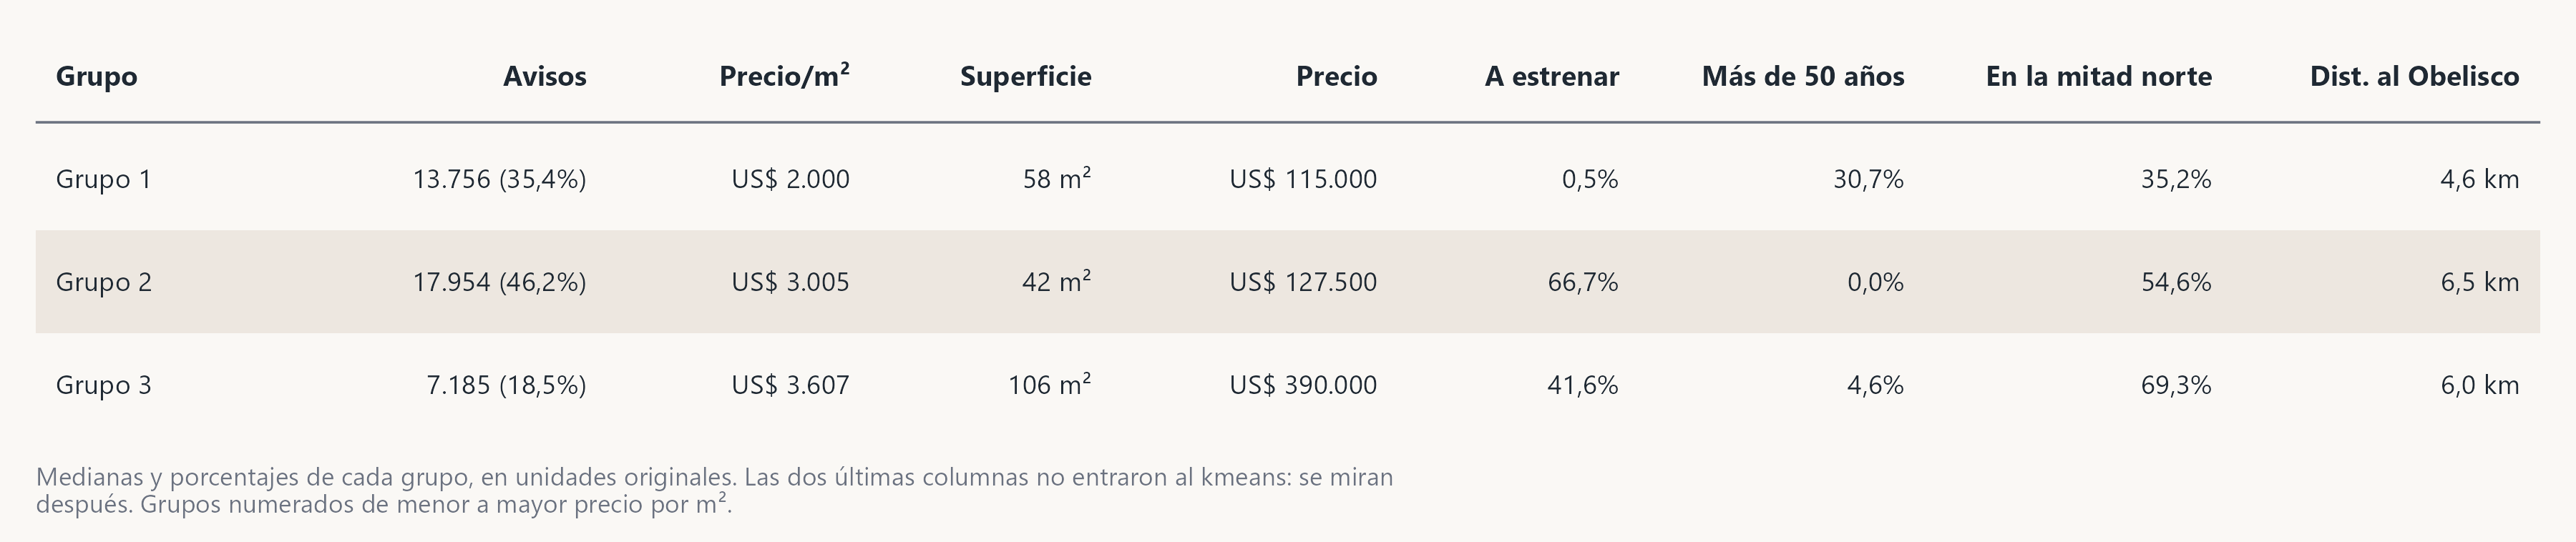 Grupo Avisos Precio/m² Superficie Precio A estrenar Más de 50 años En la mitad norte Dist. al Obelisco
Grupo 1 13.756 (35,4%) US$ 2.000 58 m² US$ 115.000 0,5% 30,7% 35,2% 4,6 km
Grupo 2 17.954 (46,2%) US$ 3.005 42 m² US$ 127.500 66,7% 0,0% 54,6% 6,5 km
Grupo 3 7.185 (18,5%) US$ 3.607 106 m² US$ 390.000 41,6% 4,6% 69,3% 6,0 km
Medianas y porcentajes de cada grupo, en unidades originales. Las dos últimas columnas no entraron al kmeans: se miran
después. Grupos numerados de menor a mayor precio por m².